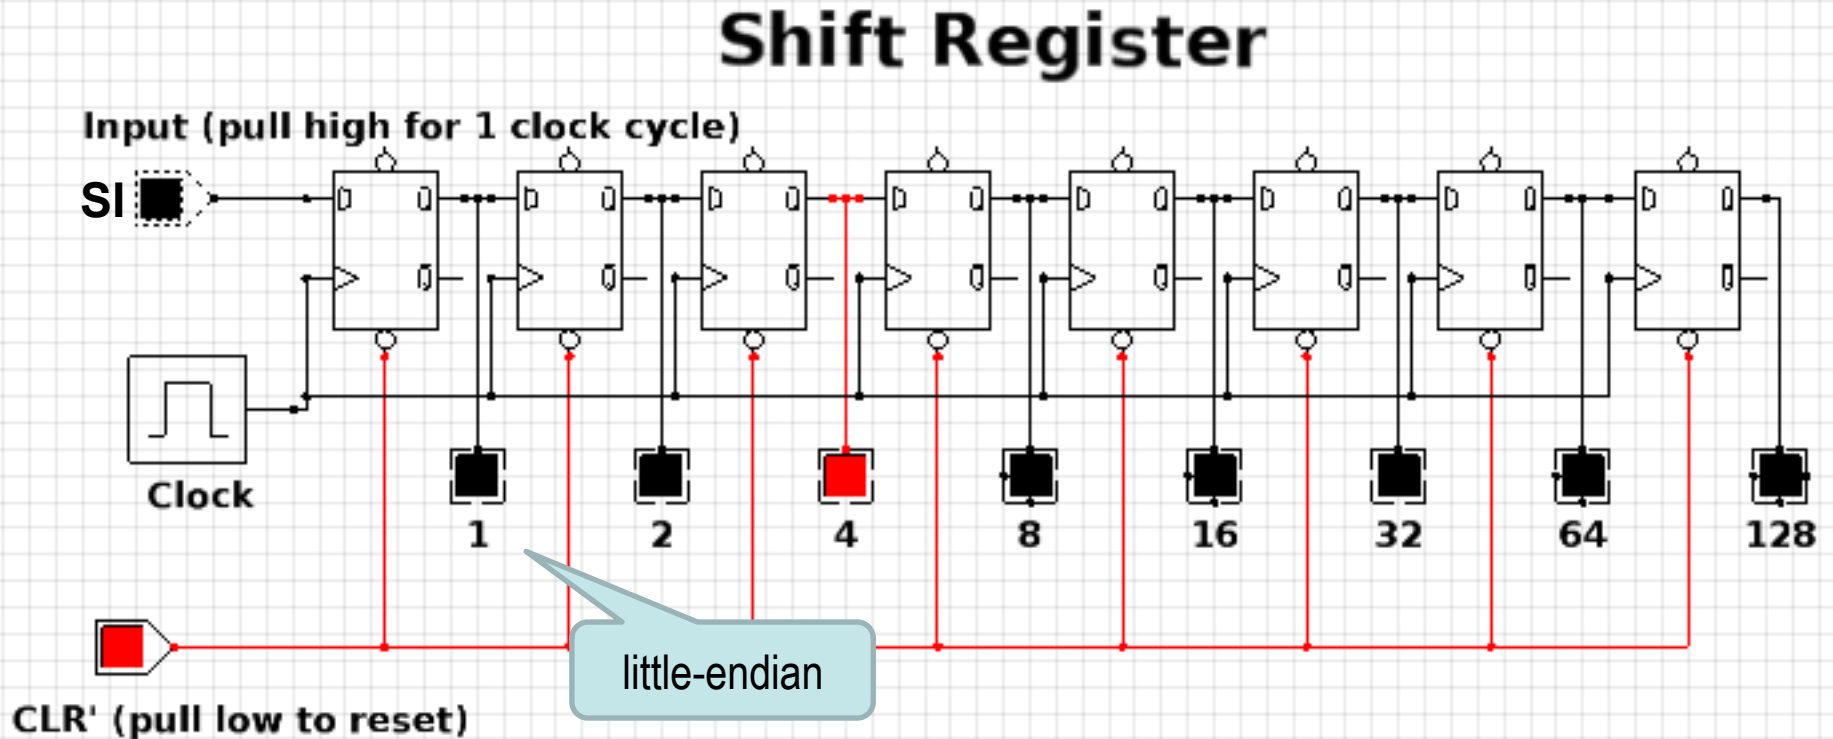 Shift Register
Input (pull high for 1 clock cycle)
SI
D Q D Q D Q D Q D Q D Q D Q D Q
Q Q Q Q Q Q Q Q
Clock
1 2 4 8 16 32 64 128
little-endian
CLR' (pull low to reset)